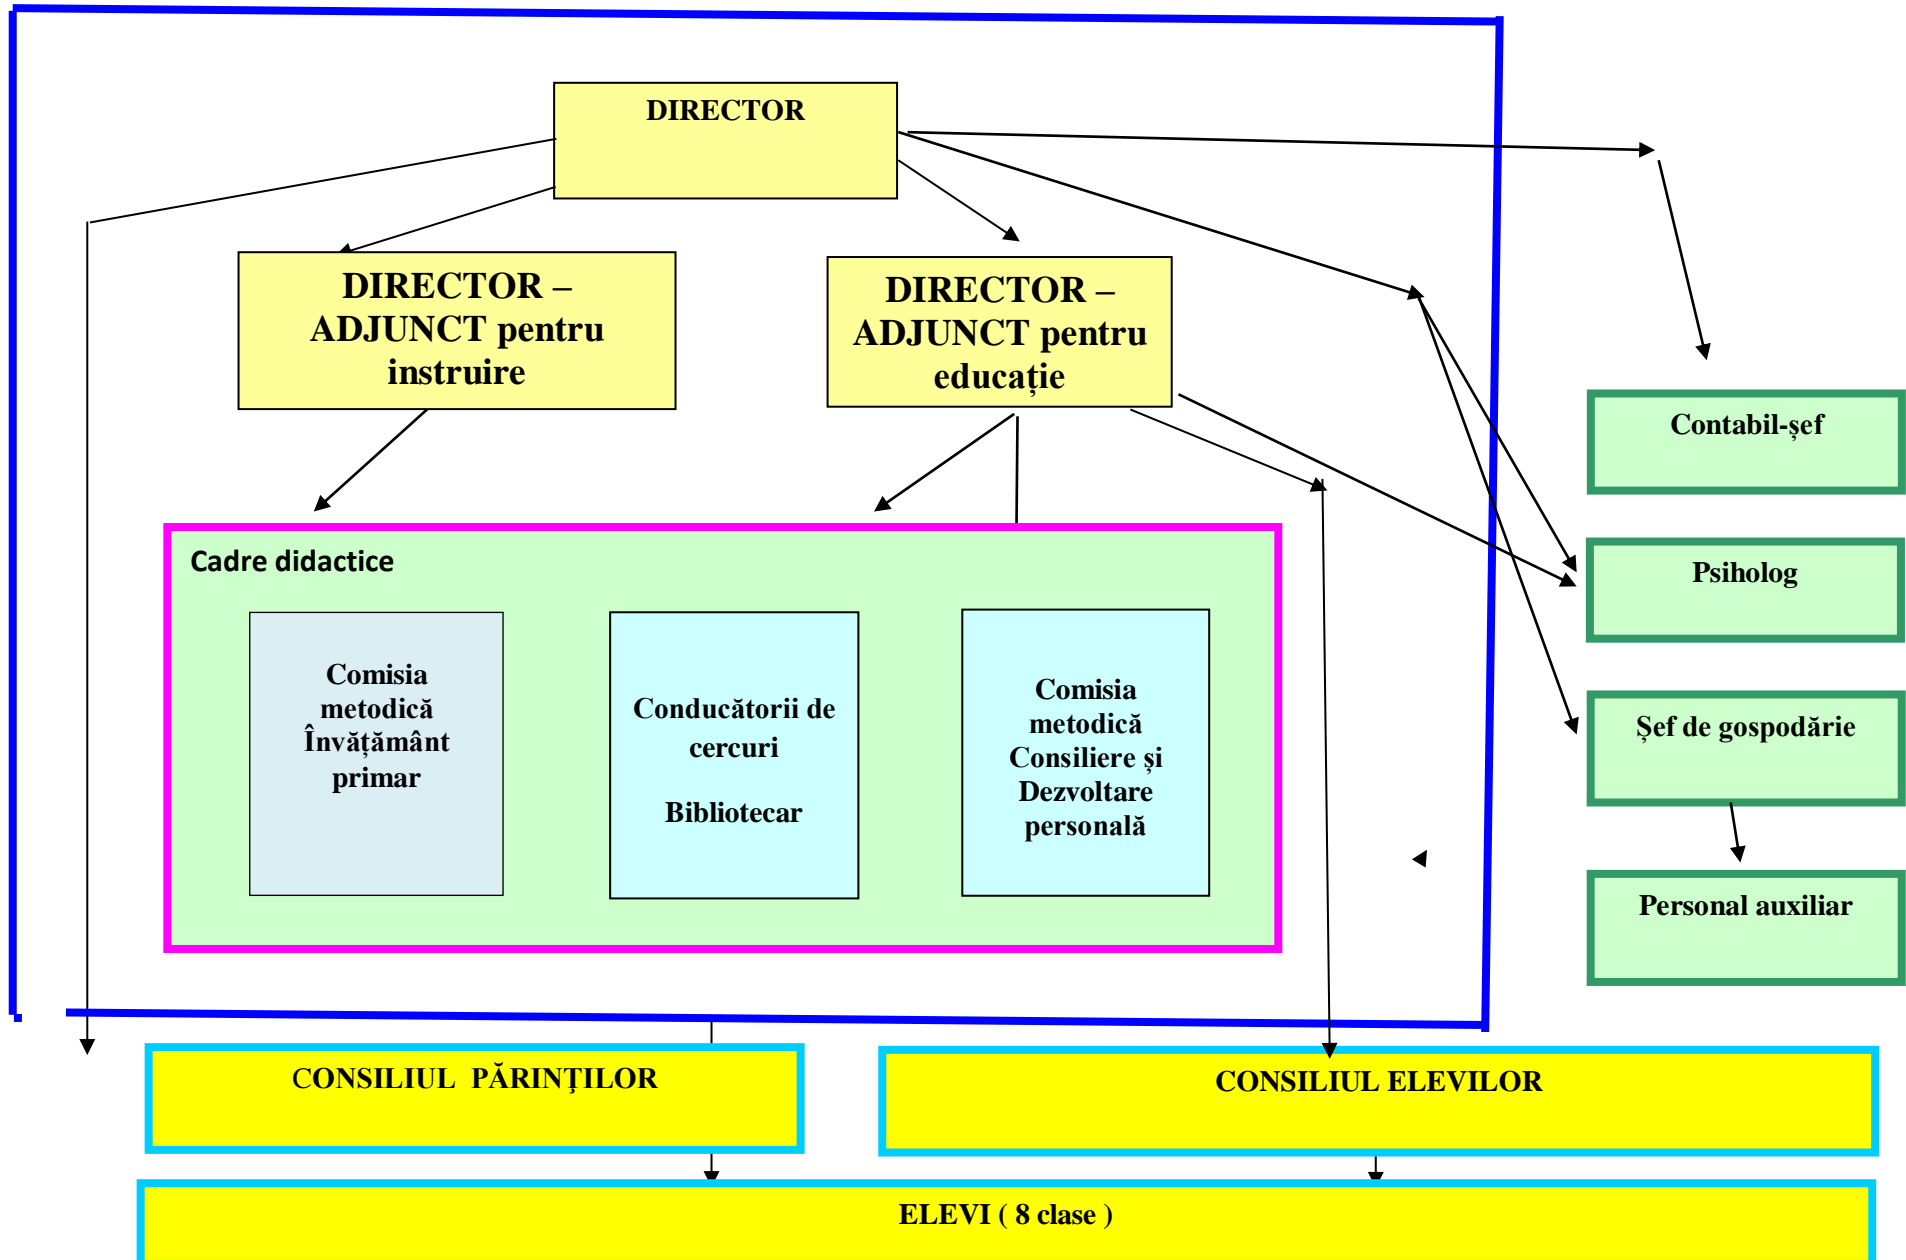 DIRECTOR
DIRECTOR –
ADJUNCT pentru
instruire
DIRECTOR –
ADJUNCT pentru
educație
Contabil-șef
Psiholog
Șef de gospodărie
Personal auxiliar
Cadre didactice
Comisia
metodică
Învățământ
primar
Conducătorii de
cercuri
Bibliotecar
Comisia
metodică
Consiliere și
Dezvoltare
personală
CONSILIUL PĂRINŢILOR
CONSILIUL ELEVILOR
ELEVI ( 8 clase )